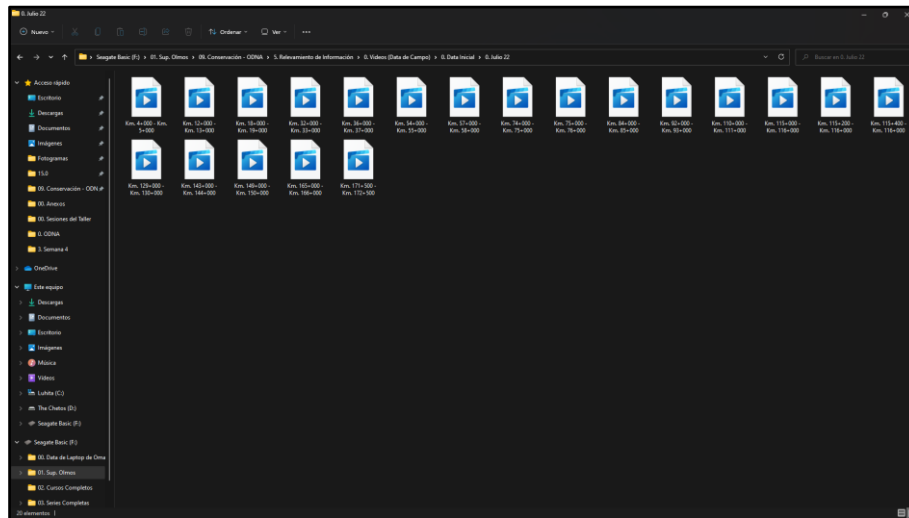 0. Julio 22
Nuevo
Ordenar
Ver
Seagate Basic (F:) > 01. Sup. Olmos > 09. Conservación - ODNA > 5. Relevamiento de Información > 0. Videos (Data de Campo) > 0. Data Inicial > 0. Julio 22
Buscar en 0. Julio 22
Acceso rápido
Escritorio
Descargas
Documentos
Imágenes
Fotogramas
15.0
09. Conservación - ODN
00. Anexos
00. Sesiones del Taller
0. ODNA
3. Semana 4
OneDrive
Este equipo
Descargas
Documentos
Escritorio
Imágenes
Música
Vídeos
Luhita (C:)
The Chetos (D:)
Seagate Basic (F:)
Seagate Basic (F:)
00. Data de Laptop de Oma
01. Sup. Olmos
02. Cursos Completos
03. Series Completas
Km. 4+000 - Km.
5+000
Km. 12+000 -
Km. 13+000
Km. 18+000 -
Km. 19+000
Km. 32+000 -
Km. 33+000
Km. 36+000 -
Km. 37+000
Km. 54+000 -
Km. 55+000
Km. 57+000 -
Km. 58+000
Km. 74+000 -
Km. 75+000
Km. 75+000 -
Km. 76+000
Km. 84+000 -
Km. 85+000
Km. 92+000 -
Km. 93+000
Km. 110+000 -
Km. 111+000
Km. 115+000 -
Km. 118+000
Km. 115+200 -
Km. 118+000
Km. 115+400 -
Km. 116+000
Km. 129+000 -
Km. 130+000
Km. 143+000 -
Km. 144+000
Km. 149+000 -
Km. 150+000
Km. 165+000 -
Km. 166+000
Km. 171+500 -
Km. 172+500
20 elementos